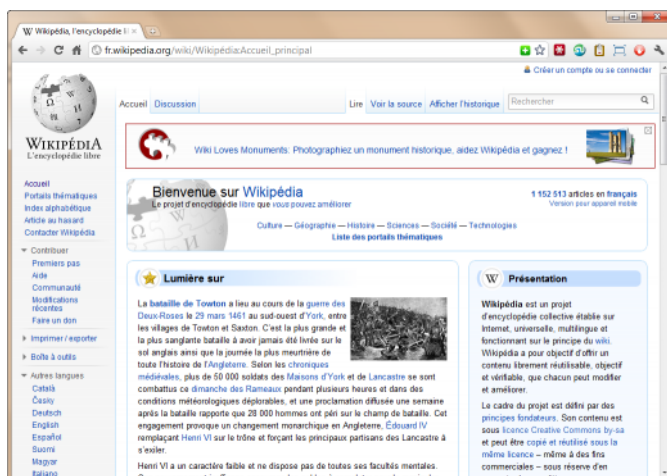 Wikipédia, l'encyclopédie li
fr.wikipedia.org/wiki/Wikipédia:Accueil_principal
Créer un compte ou se connecter
Accueil Discussion Lire Voir la source Afficher l'historique Rechercher
WIKIPÉDIA
L'encyclopédie libre
Wiki Loves Monuments: Photographiez un monument historique, aidez Wikipédia et gagnez !
Accueil
Portails thématiques
Index alphabétique
Article au hasard
Contacter Wikipédia
Contribuer
Premiers pas
Aide
Communauté
Modifications
récentes
Faire un don
Imprimer / exporter
Boîte à outils
Autres langues
Català
Česky
Deutsch
English
Español
Suomi
Magyar
Italiano
Bienvenue sur Wikipédia
Le projet d'encyclopédie libre que vous pouvez améliorer
1 152 513 articles en français
Version pour appareil mobile
Culture — Géographie — Histoire — Sciences — Société — Technologies
Liste des portails thématiques
Lumière sur
La bataille de Towton a lieu au cours de la guerre des
Deux-Roses le 29 mars 1461 au sud-ouest d'York, entre
les villages de Towton et Saxton. C'est la plus grande et
la plus sanglante bataille à avoir jamais été livrée sur le
sol anglais ainsi que la journée la plus meurtrière de
toute l'histoire de l'Angleterre. Selon les chroniques
médiévales, plus de 50 000 soldats des Maisons d'York et de Lancastre se sont
combattus ce dimanche des Rameaux pendant plusieurs heures et dans des
conditions météorologiques déplorables, et une proclamation diffusée une semaine
après la bataille rapporte que 28 000 hommes ont péri sur le champ de bataille. Cet
engagement provoque un changement monarchique en Angleterre, Édouard IV
remplaçant Henri VI sur le trône et forçant les principaux partisans des Lancastre à
s'exiler.
Henri VI a un caractère faible et ne dispose pas de toutes ses facultés mentales.
W Présentation
Wikipédia est un projet
d'encyclopédie collective établie sur
Internet, universelle, multilingue et
fonctionnant sur le principe du wiki.
Wikipédia a pour objectif d'offrir un
contenu librement réutilisable, objectif
et vérifiable, que chacun peut modifier
et améliorer.
Le cadre du projet est défini par des
principes fondateurs. Son contenu est
sous licence Creative Commons by-sa
et peut être copié et réutilisé sous la
même licence – même à des fins
commerciales – sous réserve d'en